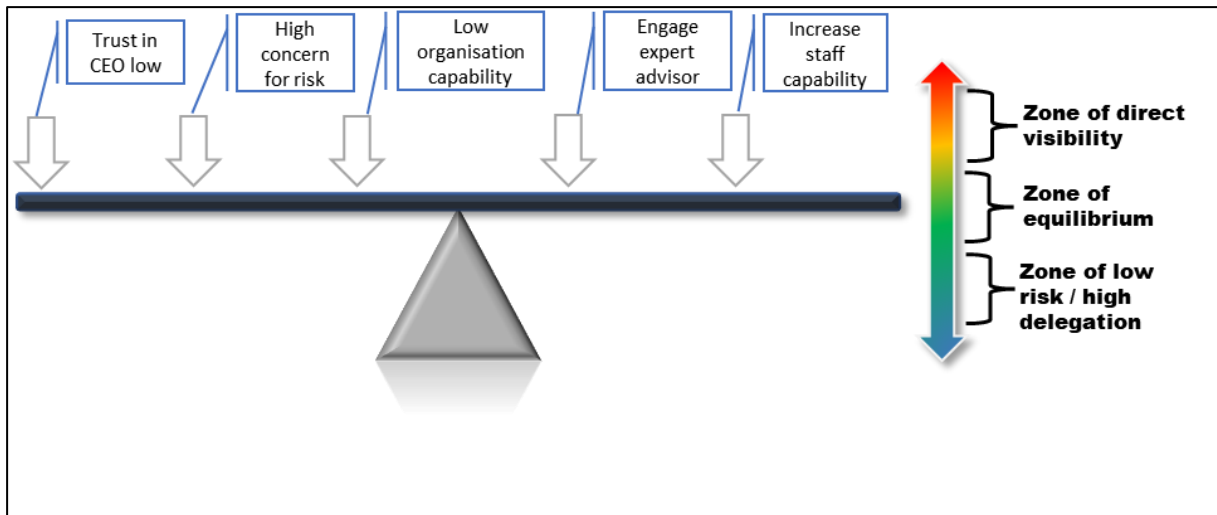 Trust in
CEO low
High
concern
for risk
Low
organisation
capability
Engage
expert
advisor
Increase
staff
capability
Zone of direct
visibility
Zone of
equilibrium
Zone of low
risk / high
delegation